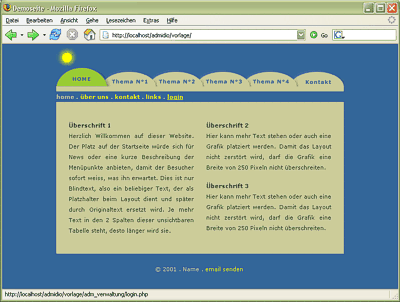 Demoseite - Mozilla Firefox
Datei Bearbeiten Ansicht Gehe Lesezeichen Extras Hilfe
http://localhost/admidio/vorlage/ Go
HOME Thema N°1 Thema N°2 Thema N°3 Thema N°4 Kontakt
home . über uns . kontakt . links . login
Überschrift 1
Herzlich Willkommen auf dieser Website.
Der Platz auf der Startseite würde sich für
News oder eine kurze Beschreibung der
Menüpunkte anbieten, damit der Besucher
sofort weiss, was ihn erwartet. Dies ist nur
Blindtext, also ein beliebiger Text, der als
Platzhalter beim Layout dient und später
durch Originaltext ersetzt wird. Je mehr
Text in den 2 Spalten dieser unsichtbaren
Tabelle steht, desto länger wird sie.
Überschrift 2
Hier kann mehr Text stehen oder auch eine
Grafik platziert werden. Damit das Layout
nicht zerstört wird, darf die Grafik eine
Breite von 250 Pixeln nicht überschreiten.
Überschrift 3
Hier kann mehr Text stehen oder auch eine
Grafik platziert werden. Damit das Layout
nicht zerstört wird, darf die Grafik eine
Breite von 250 Pixeln nicht überschreiten.
© 2001 . Name . email senden
http://localhost/admidio/vorlage/adm_verwaltung/login.php